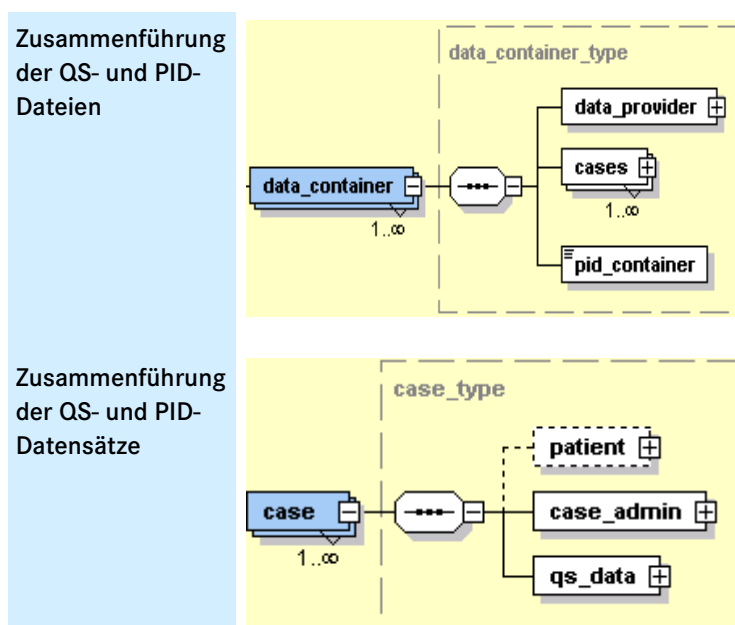 Zusammenführung
der QS- und PID-
Dateien
data_container_type
data_provider
cases
1..∞
data_container
1..∞
pid_container
Zusammenführung
der QS- und PID-
Datensätze
case_type
patient
case
case_admin
1..∞
qs_data